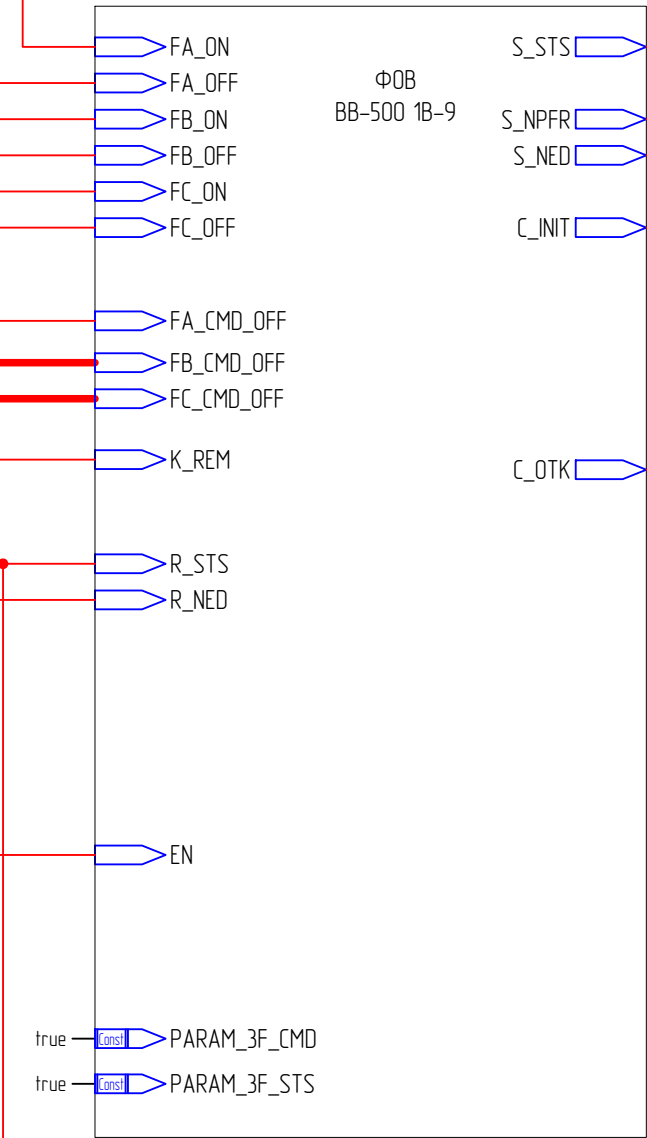 FA_ON
S_STS
FA_OFF
ФОВ
FB_ON
ВВ-500 1В-9
S_NPFR
FB_OFF
S_NED
FC_ON
FC_OFF
C_INIT
FA_CMD_OFF
FB_CMD_OFF
FC_CMD_OFF
K_REM
C_OTK
R_STS
R_NED
EN
true Const PARAM_3F_CMD
true Const PARAM_3F_STS